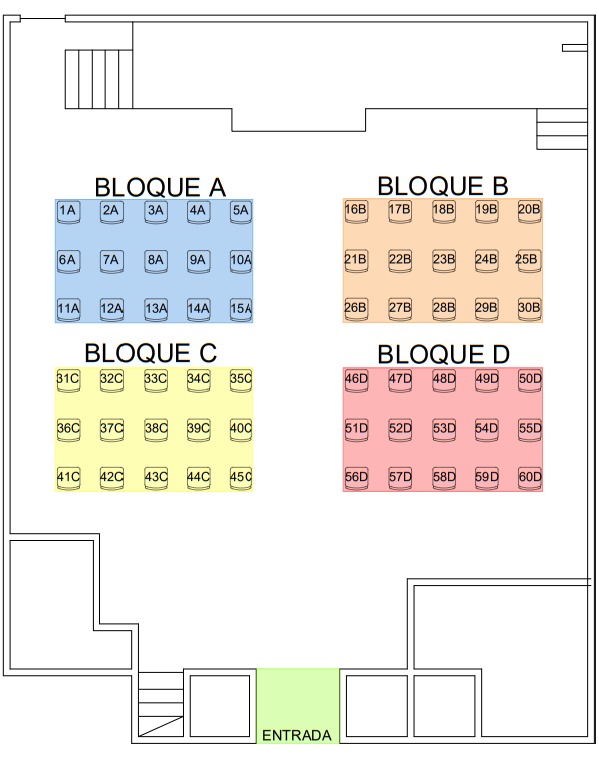 BLOQUE A
1A 2A 3A 4A 5A
6A 7A 8A 9A 10A
11A 12A 13A 14A 15A
BLOQUE B
16B 17B 18B 19B 20B
21B 22B 23B 24B 25B
26B 27B 28B 29B 30B
BLOQUE C
31C 32C 33C 34C 35C
36C 37C 38C 39C 40C
41C 42C 43C 44C 45C
BLOQUE D
46D 47D 48D 49D 50D
51D 52D 53D 54D 55D
56D 57D 58D 59D 60D
ENTRADA